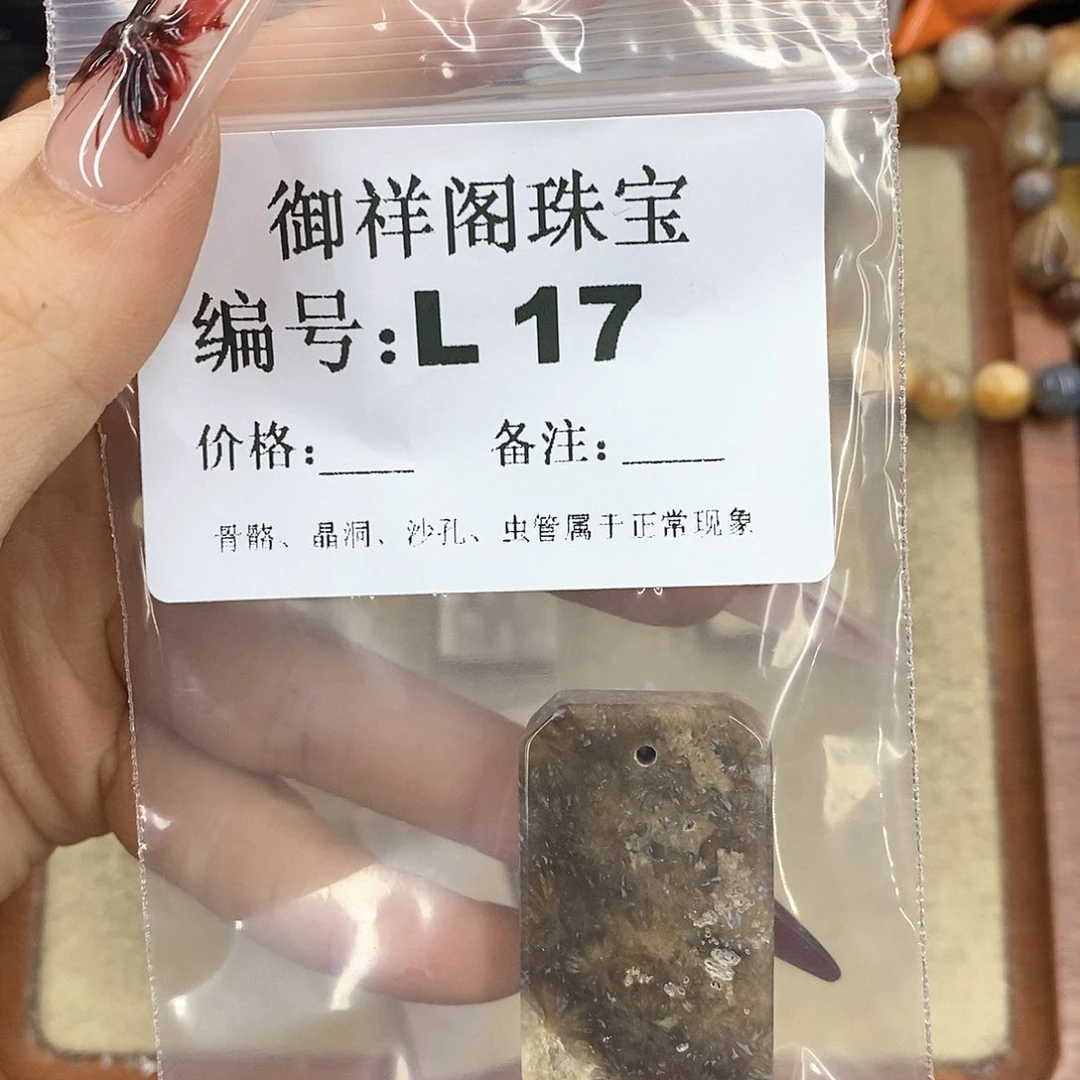 御祥阁珠宝
编号:L 17
价格:____ 备注:____
骨骼、晶洞、沙孔、虫管属于正常现象